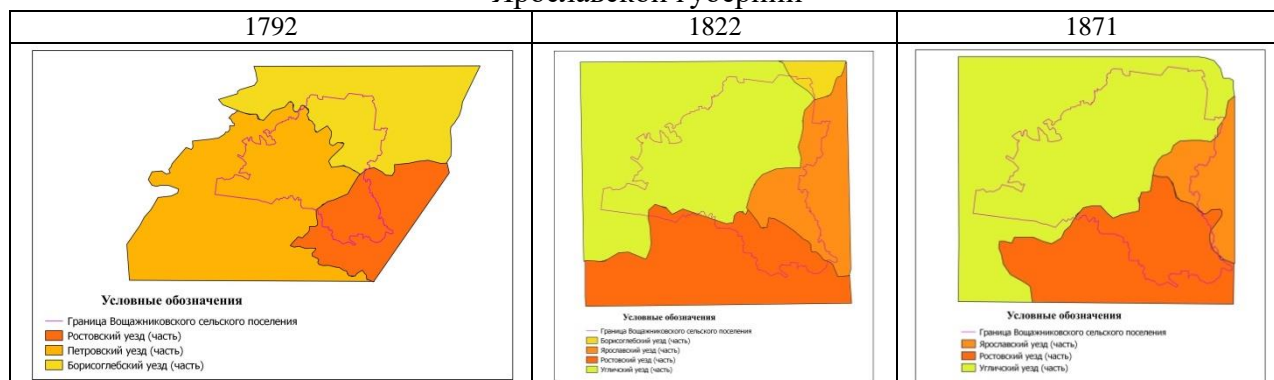 Ярославской губернии
1792 1822 1871
Условные обозначения
Граница Вощажниковского сельского поселения
Ростовский уезд (часть)
Петровский уезд (часть)
Борисоглебский уезд (часть)
Условные обозначения
Граница Вощажниковского сельского поселения
Борисоглебский уезд (часть)
Ярославский уезд (часть)
Ростовский уезд (часть)
Угличский уезд (часть)
Условные обозначения
Граница Вощажниковского сельского поселения
Ярославский уезд (часть)
Ростовский уезд (часть)
Угличский уезд (часть)